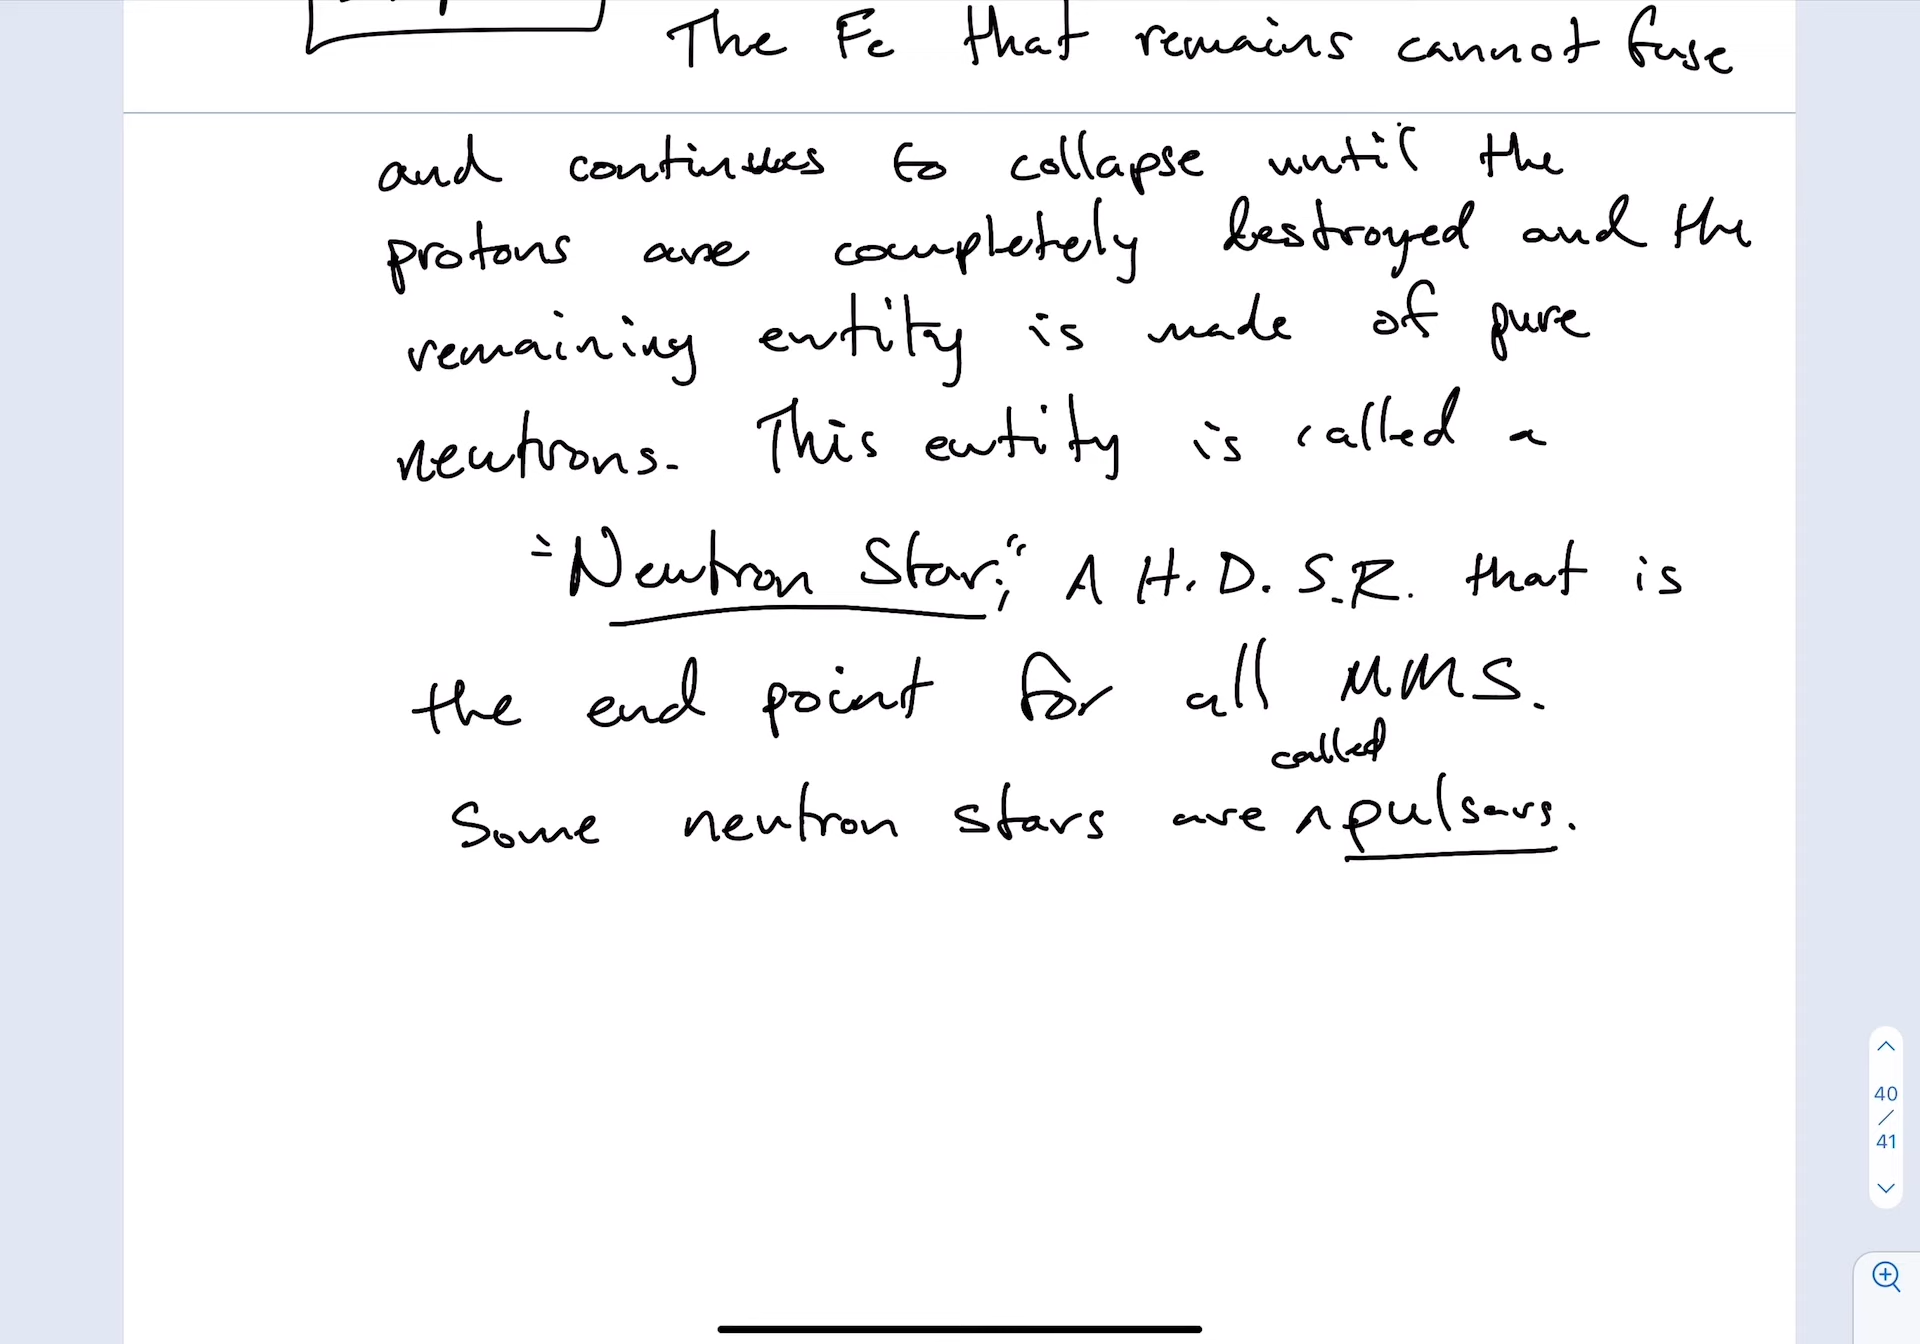 The Fe that remains cannot fuse
and continues to collapse until the
protons are completely destroyed and the
remaining entity is made of pure
neutrons. This entity is called a
"Neutron Star;" A H.D.S.R. that is
the end point for all MMS.
called
Some neutron stars are ^ pulsars.
40
/
41